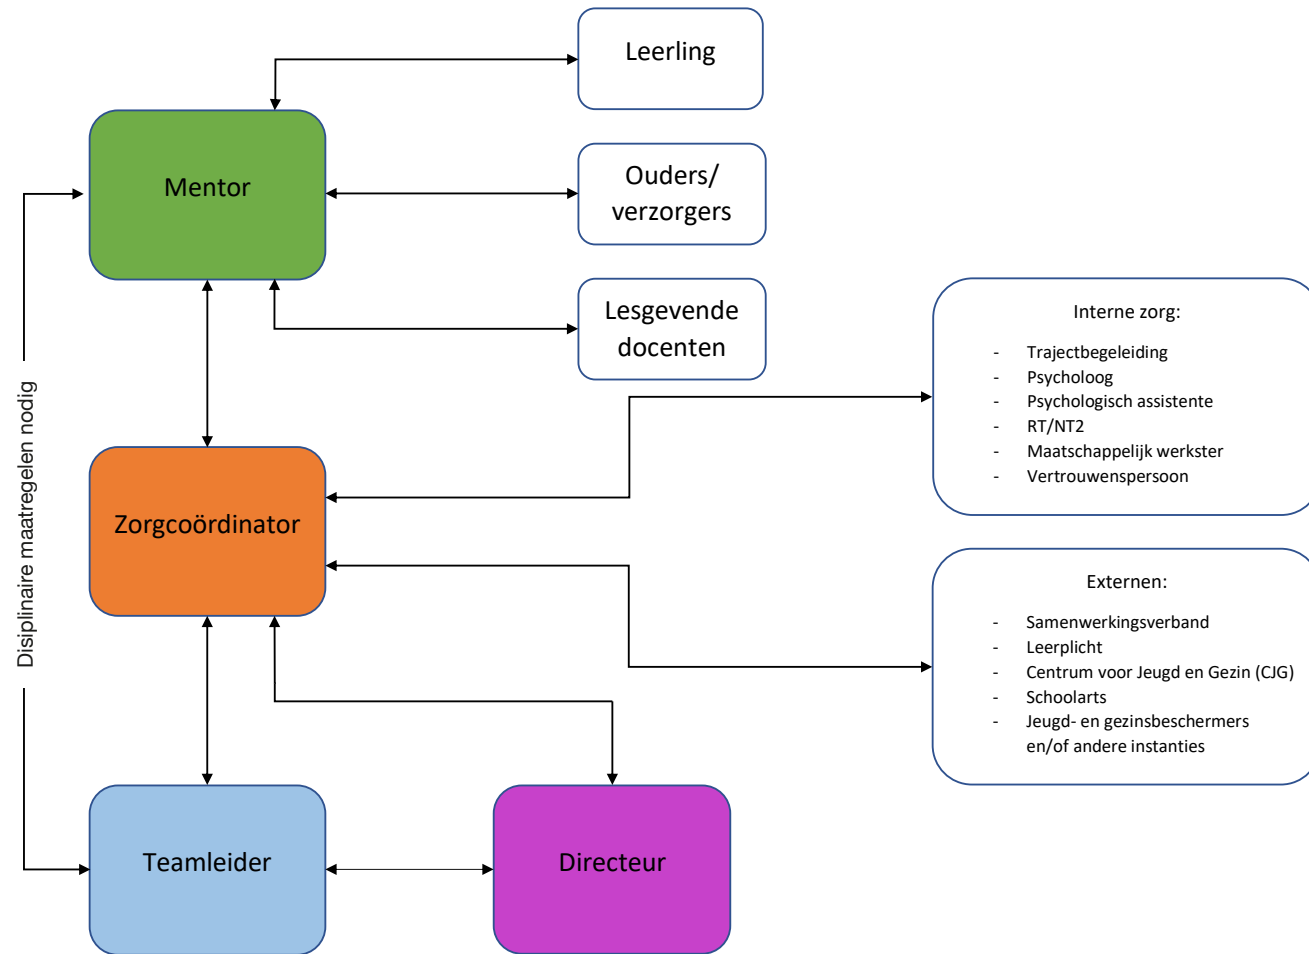 Leerling
Mentor
Ouders/
verzorgers
Lesgevende
docenten
Disiplinaire maatregelen nodig
Interne zorg:
- Trajectbegeleiding
- Psycholoog
- Psychologisch assistente
- RT/NT2
- Maatschappelijk werkster
- Vertrouwenspersoon
Zorgcoördinator
Externen:
- Samenwerkingsverband
- Leerplicht
- Centrum voor Jeugd en Gezin (CJG)
- Schoolarts
- Jeugd- en gezinsbeschermers
en/of andere instanties
Teamleider
Directeur